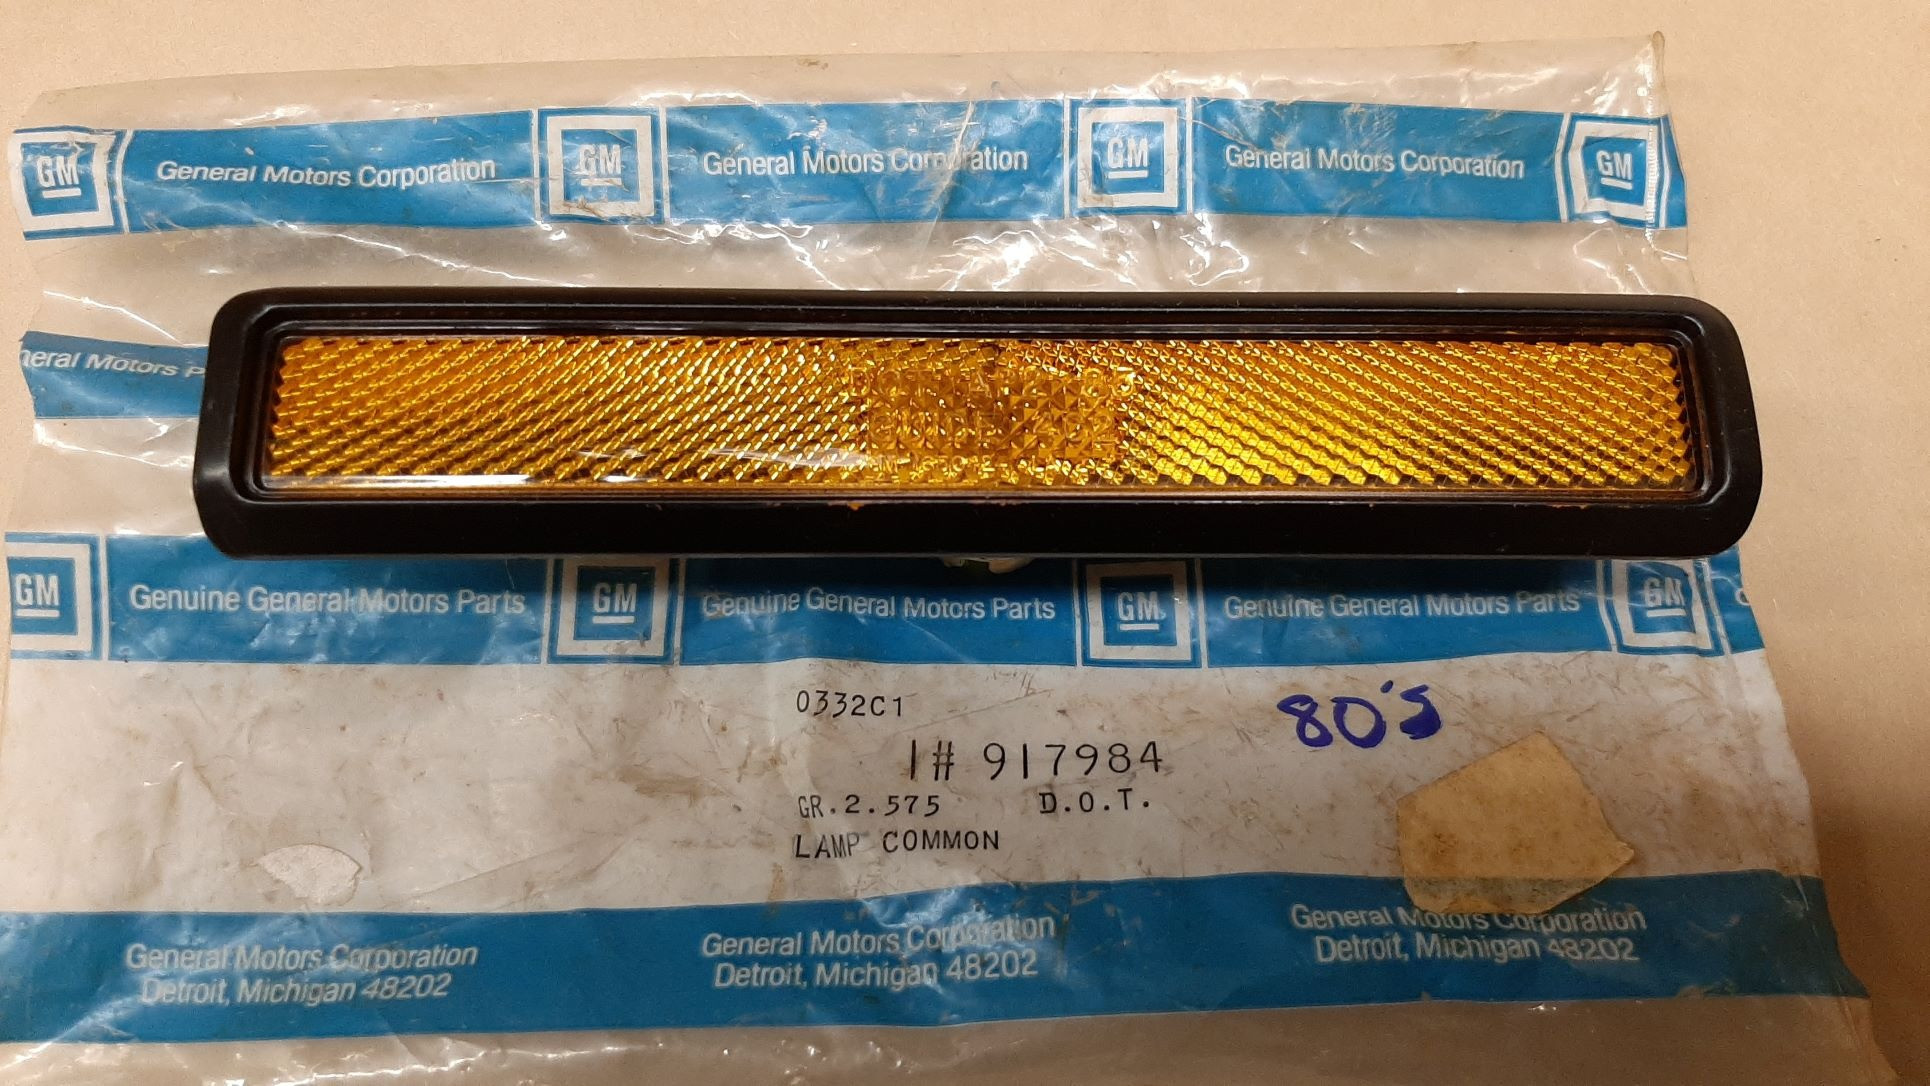 GM General Motors Corporation GM General Motors Corporation GM General Motors Corporation GM
neral Motors P
GM Genuine General Motors Parts GM Genuine General Motors Parts GM Genuine General Motors Parts GM
0332C1
80's
1# 917984
GR.2.575 D.O.T.
LAMP COMMON
General Motors Corporation General Motors Corporation General Motors Corporation
Detroit, Michigan 48202 Detroit, Michigan 48202 Detroit, Michigan 48202